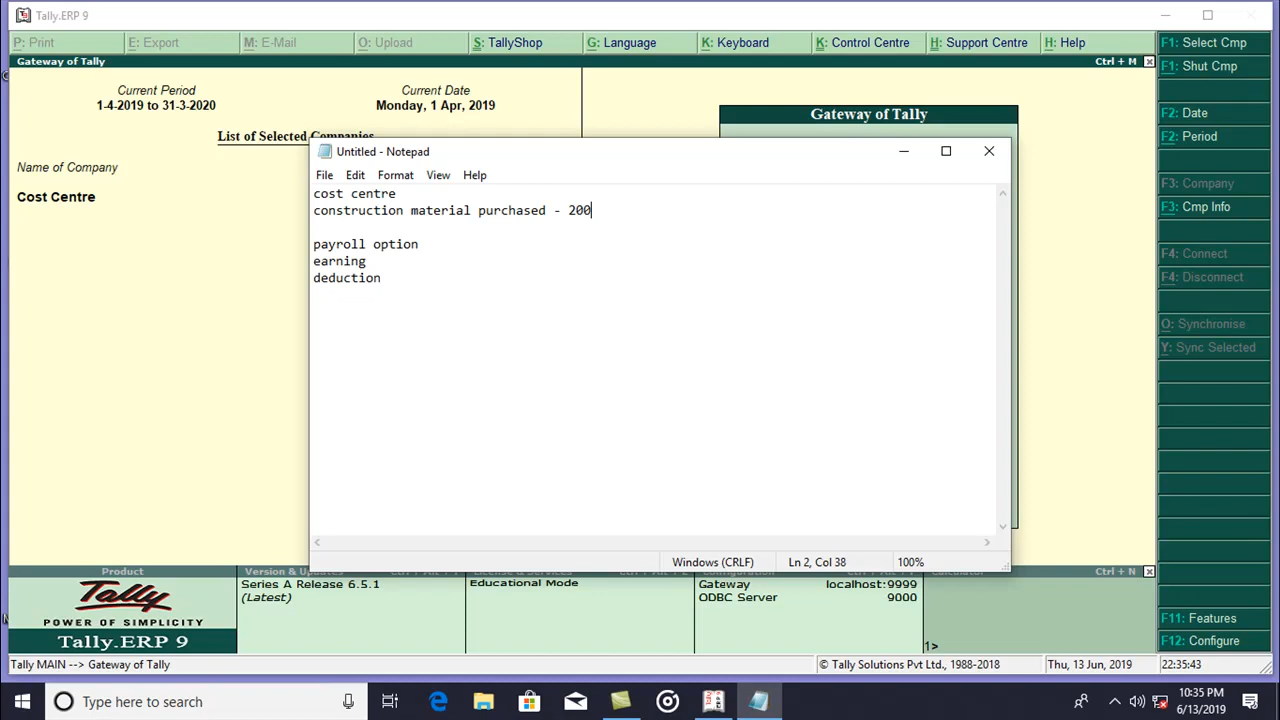 Tally.ERP 9
P: Print
E: Export
M: E-Mail
O: Upload
S: TallyShop
G: Language
K: Keyboard
K: Control Centre
H: Support Centre
H: Help
F1: Select Cmp
F1: Shut Cmp
F2: Date
F2: Period
F3: Company
F3: Cmp Info
F4: Connect
F4: Disconnect
O: Synchronise
Y: Sync Selected
F11: Features
F12: Configure
Gateway of Tally
Ctrl + M
Current Period
1-4-2019 to 31-3-2020
Current Date
Monday, 1 Apr, 2019
List of Selected Companies
Name of Company
Cost Centre
Gateway of Tally
Untitled - Notepad
File Edit Format View Help
cost centre
construction material purchased - 200
payroll option
earning
deduction
Windows (CRLF)
Ln 2, Col 38
100%
Product
Tally
POWER OF SIMPLICITY
Tally.ERP 9
Version & Updates
Series A Release 6.5.1
(Latest)
Educational Mode
Configuration
Gateway localhost:9999
ODBC Server 9000
Calculator
Ctrl + N
1>
Tally MAIN --> Gateway of Tally
© Tally Solutions Pvt Ltd., 1988-2018
Thu, 13 Jun, 2019
22:35:43
Type here to search
10:35 PM
6/13/2019